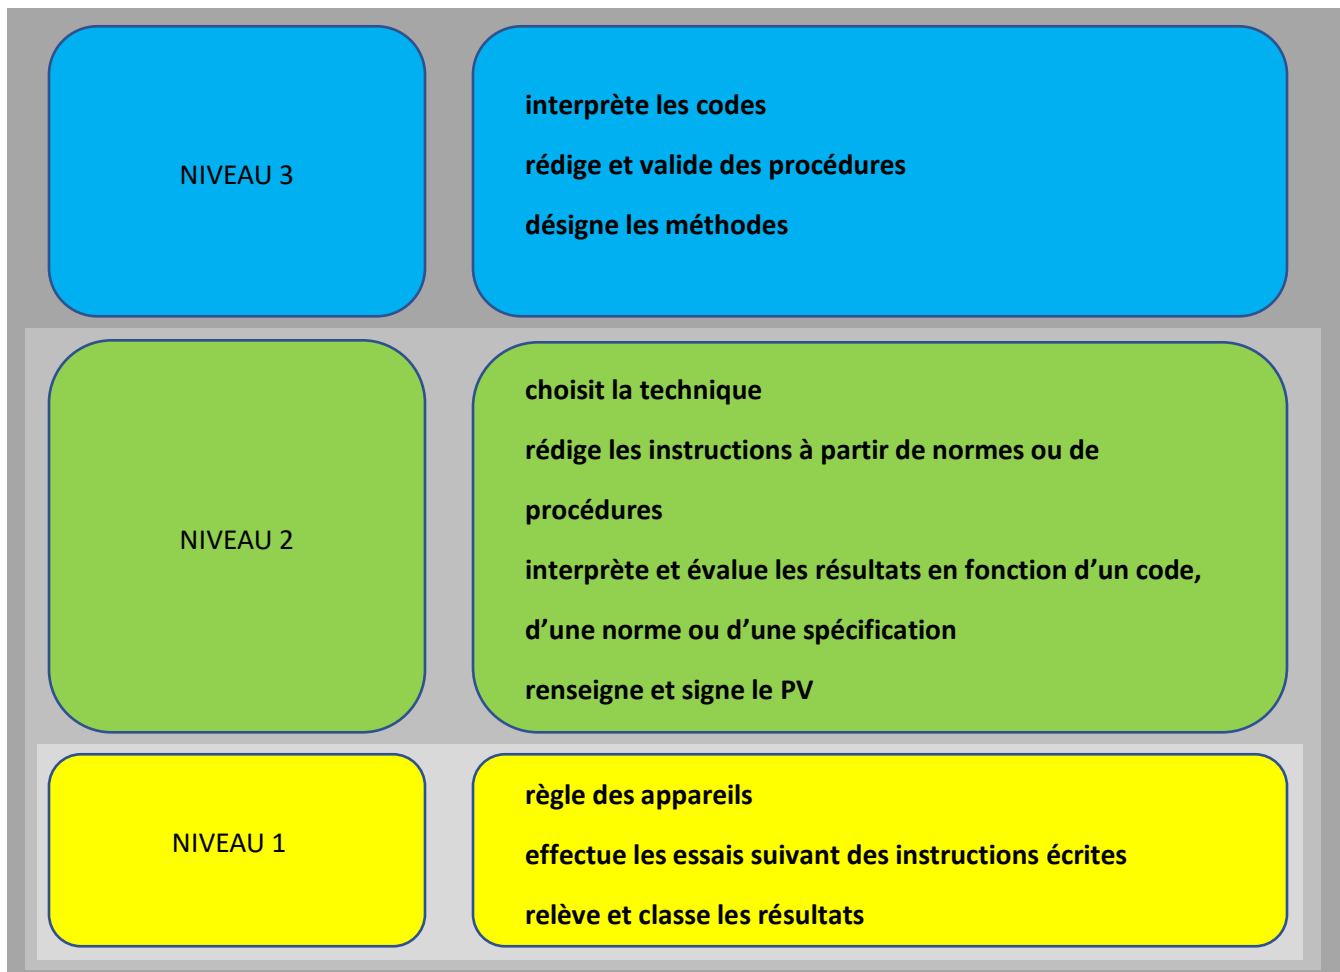 NIVEAU 3
interprète les codes
rédige et valide des procédures
désigne les méthodes
NIVEAU 2
choisit la technique
rédige les instructions à partir de normes ou de
procédures
interprète et évalue les résultats en fonction d’un code,
d’une norme ou d’une spécification
renseigne et signe le PV
NIVEAU 1
règle des appareils
effectue les essais suivant des instructions écrites
relève et classe les résultats